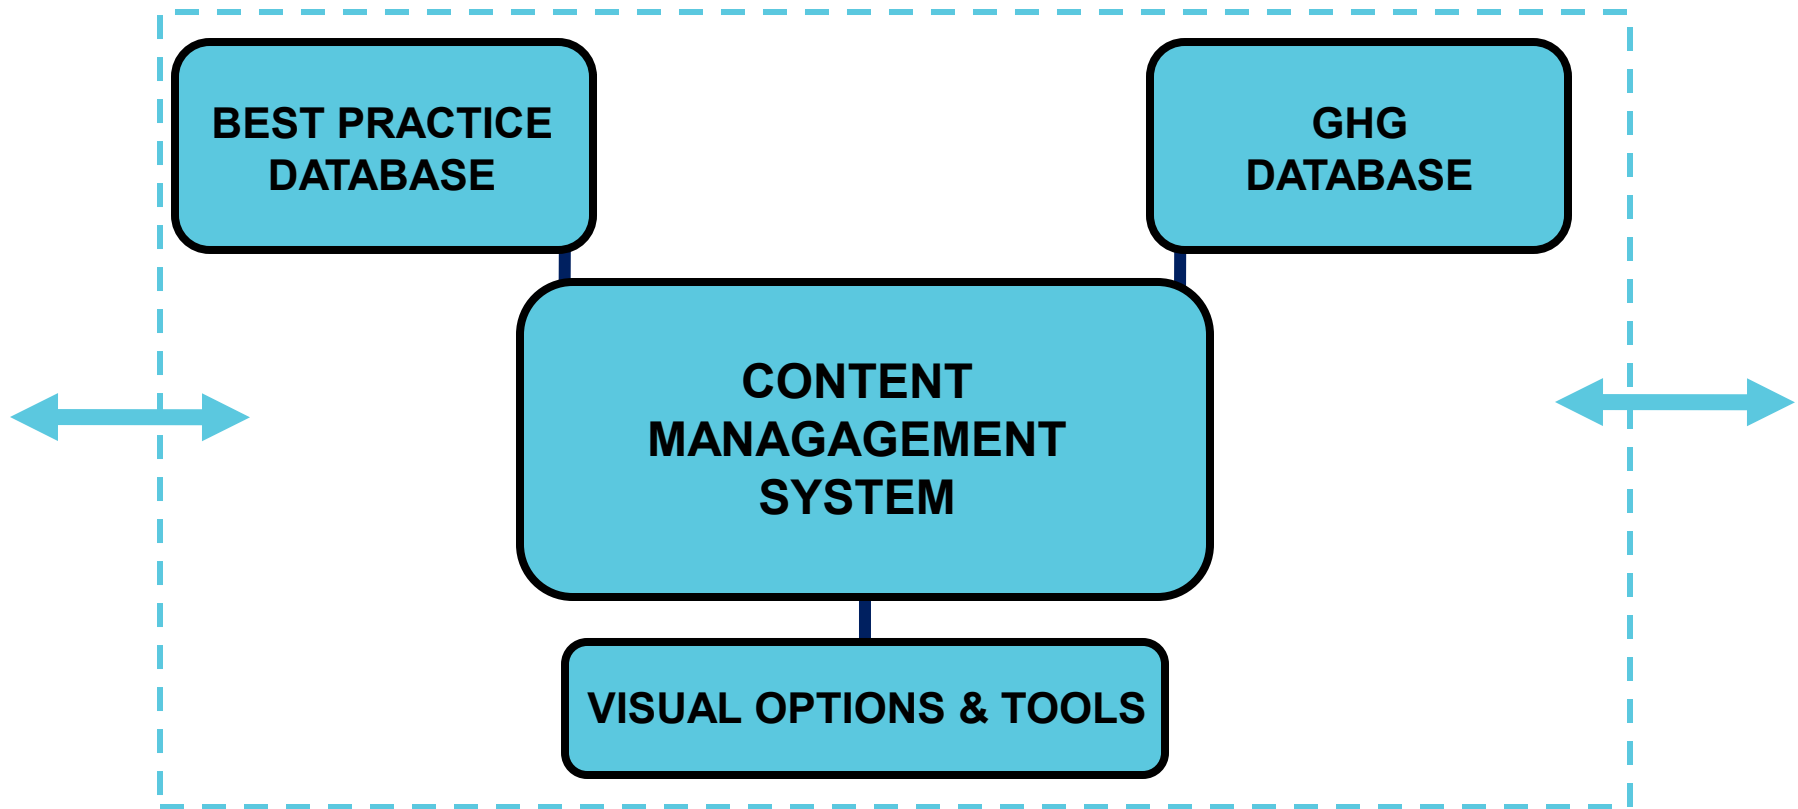 BEST PRACTICE
DATABASE
GHG
DATABASE
CONTENT
MANAGAGEMENT
SYSTEM
VISUAL OPTIONS & TOOLS